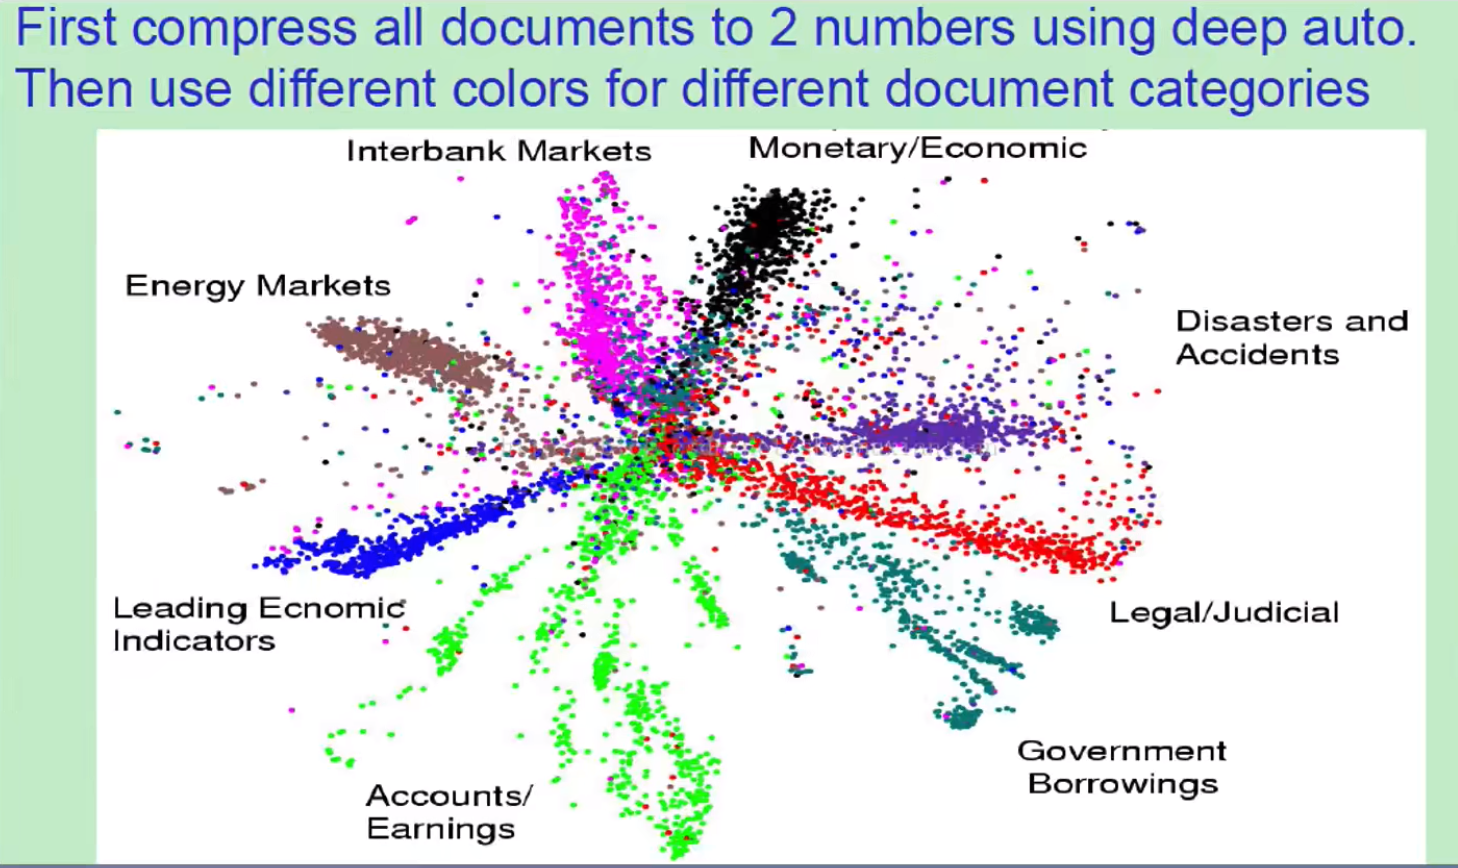 First compress all documents to 2 numbers using deep auto.
Then use different colors for different document categories
Interbank Markets
Monetary/Economic
Energy Markets
Disasters and
Accidents
Leading Ecnomic
Indicators
Legal/Judicial
Government
Borrowings
Accounts/
Earnings